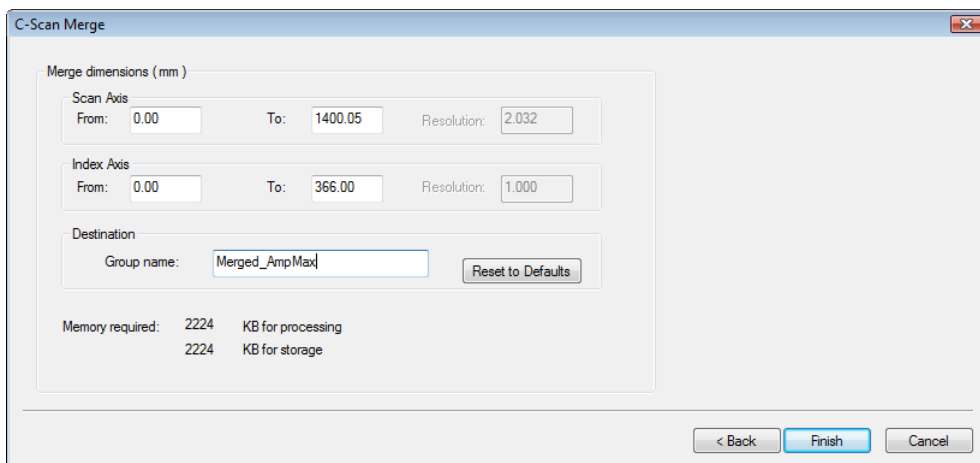 C-Scan Merge
Merge dimensions ( mm )
Scan Axis
From: 0.00 To: 1400.05 Resolution: 2.032
Index Axis
From: 0.00 To: 366.00 Resolution: 1.000
Destination
Group name: Merged_AmpMax Reset to Defaults
Memory required: 2224 KB for processing
2224 KB for storage
< Back Finish Cancel